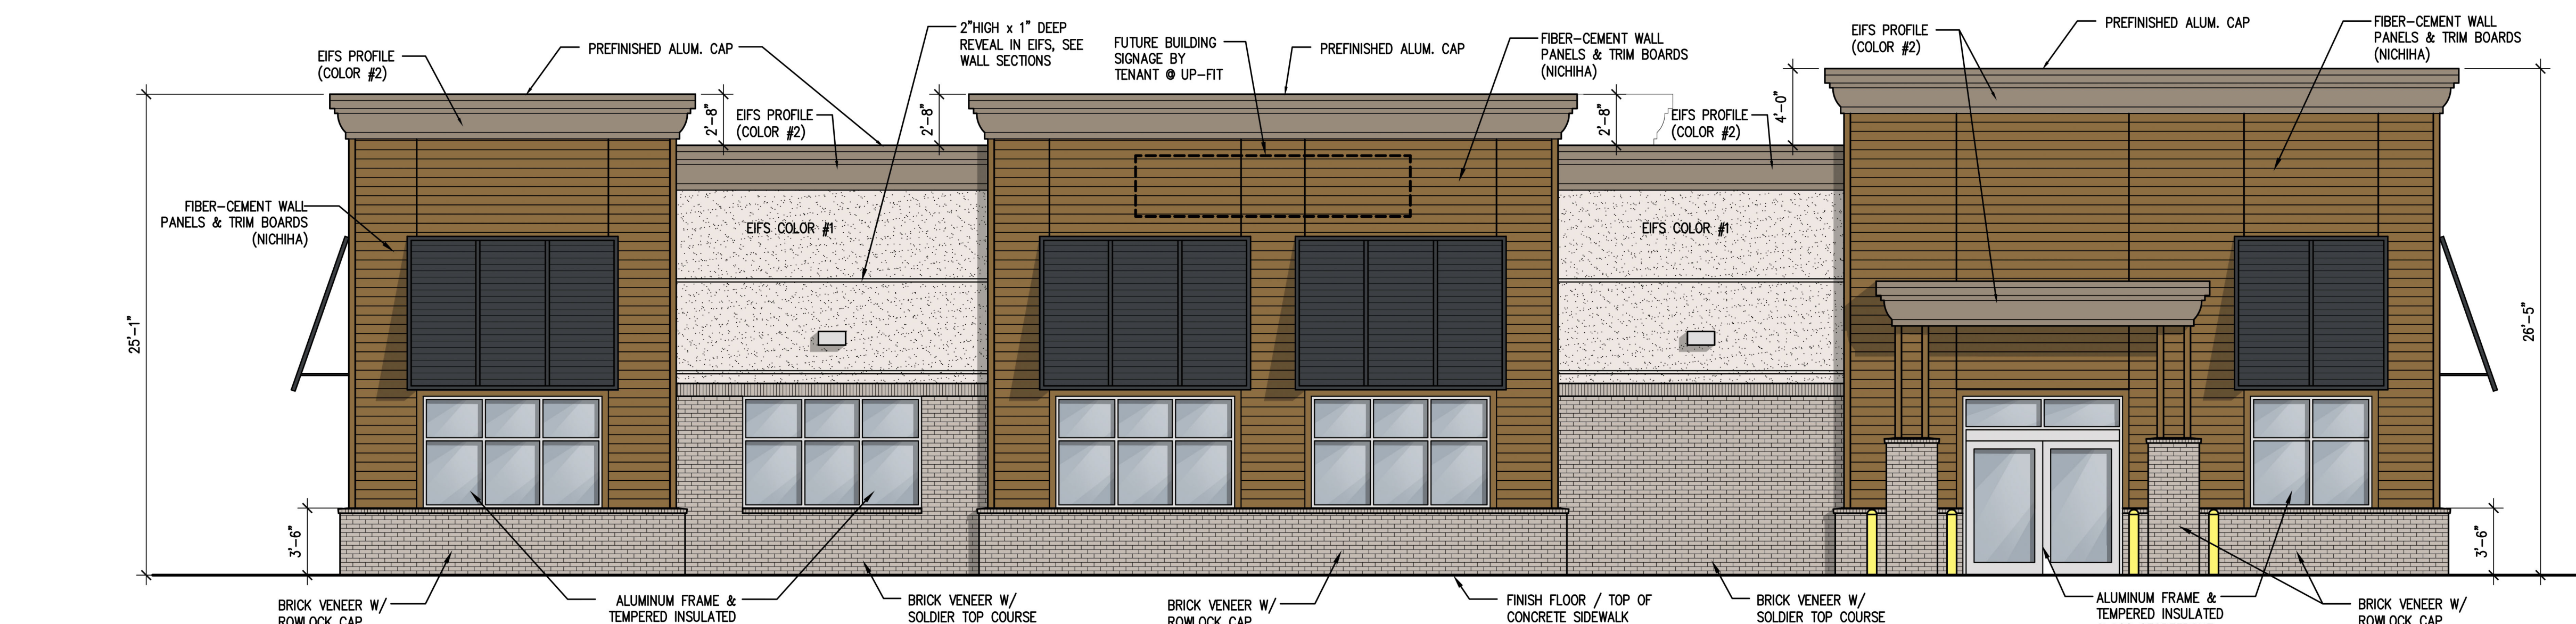 EIFS PROFILE
(COLOR #2)
PREFINISHED ALUM. CAP
2"HIGH x 1" DEEP
REVEAL IN EIFS, SEE
WALL SECTIONS
FUTURE BUILDING
SIGNAGE BY
TENANT @ UP-FIT
PREFINISHED ALUM. CAP
FIBER-CEMENT WALL
PANELS & TRIM BOARDS
(NICHIHA)
EIFS PROFILE
(COLOR #2)
PREFINISHED ALUM. CAP
FIBER-CEMENT WALL
PANELS & TRIM BOARDS
(NICHIHA)
2'-8"
EIFS PROFILE
(COLOR #2)
2'-8"
2'-8"
EIFS PROFILE
(COLOR #2)
4'-0"
FIBER-CEMENT WALL
PANELS & TRIM BOARDS
(NICHIHA)
EIFS COLOR #1
EIFS COLOR #1
25'-1"
26'-5"
3'-6"
3'-6"
BRICK VENEER W/
ROWLOCK CAP
ALUMINUM FRAME &
TEMPERED INSULATED
BRICK VENEER W/
SOLDIER TOP COURSE
BRICK VENEER W/
ROWLOCK CAP
FINISH FLOOR / TOP OF
CONCRETE SIDEWALK
BRICK VENEER W/
SOLDIER TOP COURSE
ALUMINUM FRAME &
TEMPERED INSULATED
BRICK VENEER W/
ROWLOCK CAP